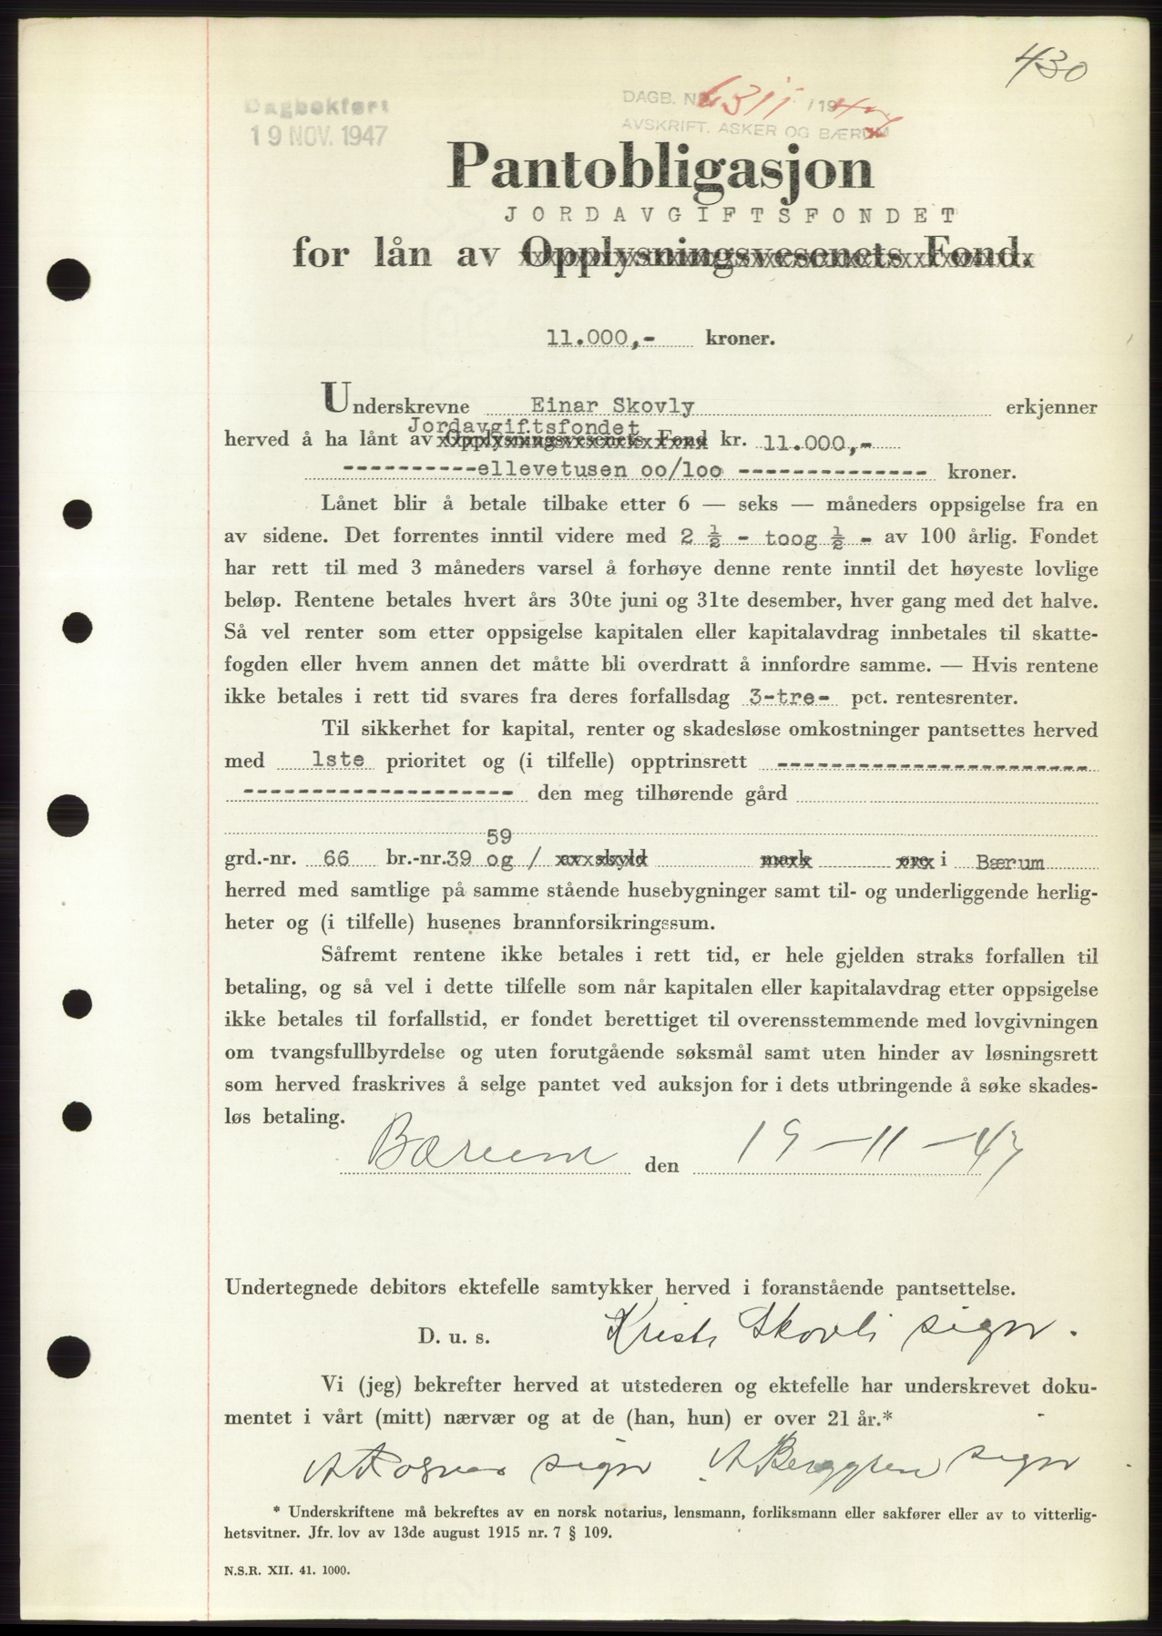 430
Dagbokført
19 NOV. 1947
DAGB. NR. 6311 / 1947
AVSKRIFT. ASKER OG BÆRUM
Pantobligasjon
JORDAVGIFTSFONDET
for lån av Opplysningsvesenets Fond.
11.000,- kroner.
Underskrevne Einar Skovly erkjenner
Jordavgiftsfondet
herved å ha lånt av Opplysningsvesenets Fond kr. 11.000,-
----------ellevetusen oo/loo -------------- kroner.
Lånet blir å betale tilbake etter 6 — seks — måneders oppsigelse fra en
av sidene. Det forrentes inntil videre med 2 ½ - toog ½ - av 100 årlig. Fondet
har rett til med 3 måneders varsel å forhøye denne rente inntil det høyeste lovlige
beløp. Rentene betales hvert års 30te juni og 31te desember, hver gang med det halve.
Så vel renter som etter oppsigelse kapitalen eller kapitalavdrag innbetales til skatte-
fogden eller hvem annen det måtte bli overdratt å innfordre samme. — Hvis rentene
ikke betales i rett tid svares fra deres forfallsdag 3-tre- pct. rentesrenter.
Til sikkerhet for kapital, renter og skadesløse omkostninger pantsettes herved
med 1ste prioritet og (i tilfelle) opptrinsrett -----------------------
-------------------- den meg tilhørende gård
59
grd.-nr. 66 br.-nr.39 og / av skyld mark øre i Bærum
herred med samtlige på samme stående husebygninger samt til- og underliggende herlig-
heter og (i tilfelle) husenes brannforsikringssum.
Såfremt rentene ikke betales i rett tid, er hele gjelden straks forfallen til
betaling, og så vel i dette tilfelle som når kapitalen eller kapitalavdrag etter oppsigelse
ikke betales til forfallstid, er fondet berettiget til overensstemmende med lovgivningen
om tvangsfullbyrdelse og uten forutgående søksmål samt uten hinder av løsningsrett
som herved fraskrives å selge pantet ved auksjon for i dets utbringende å søke skades-
løs betaling.
Bærum den 19-11-47
Undertegnede debitors ektefelle samtykker herved i foranstående pantsettelse.
D. u. s. Skovli sign.
Vi (jeg) bekrefter herved at utstederen og ektefelle har underskrevet doku-
mentet i vårt (mitt) nærvær og at de (han, hun) er over 21 år.*
sign A Berggren sign
* Underskriftene må bekreftes av en norsk notarius, lensmann, forliksmann eller sakfører eller av to vitterlig-
hetsvitner. Jfr. lov av 13de august 1915 nr. 7 § 109.
N.S.R. XII. 41. 1000.